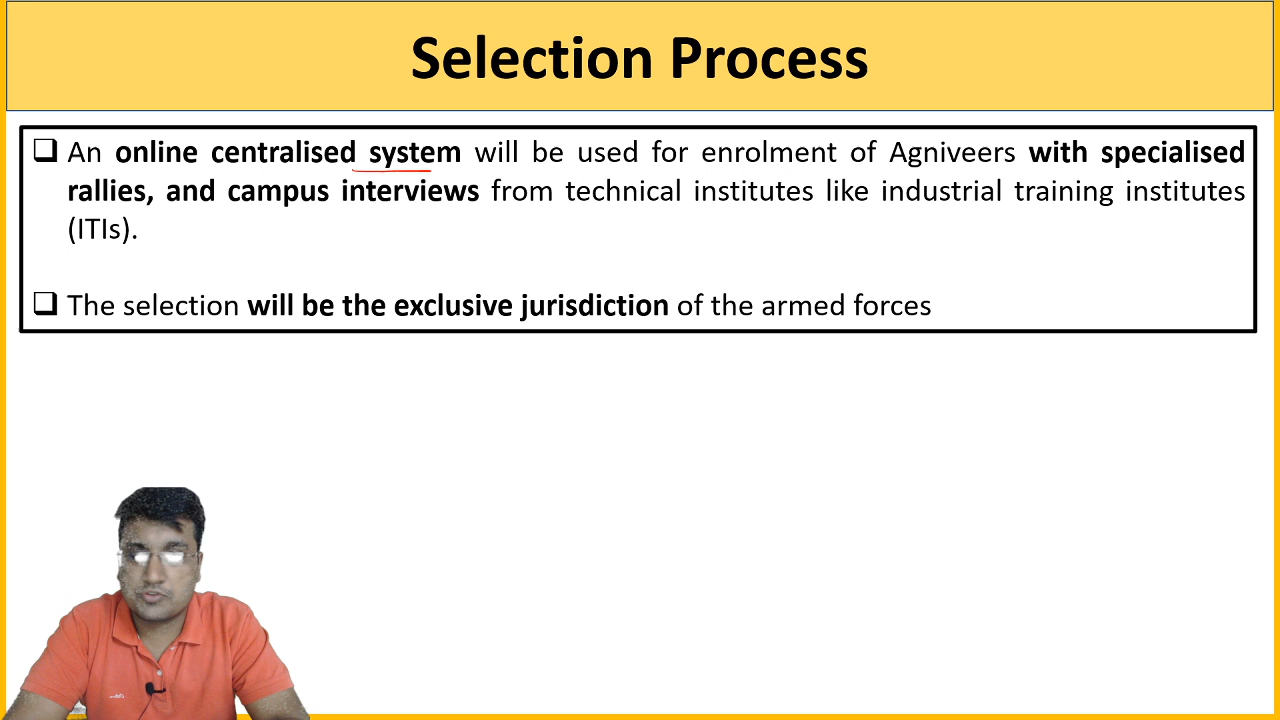 Selection Process
❑ An online centralised system will be used for enrolment of Agniveers with specialised
rallies, and campus interviews from technical institutes like industrial training institutes
(ITIs).
❑ The selection will be the exclusive jurisdiction of the armed forces